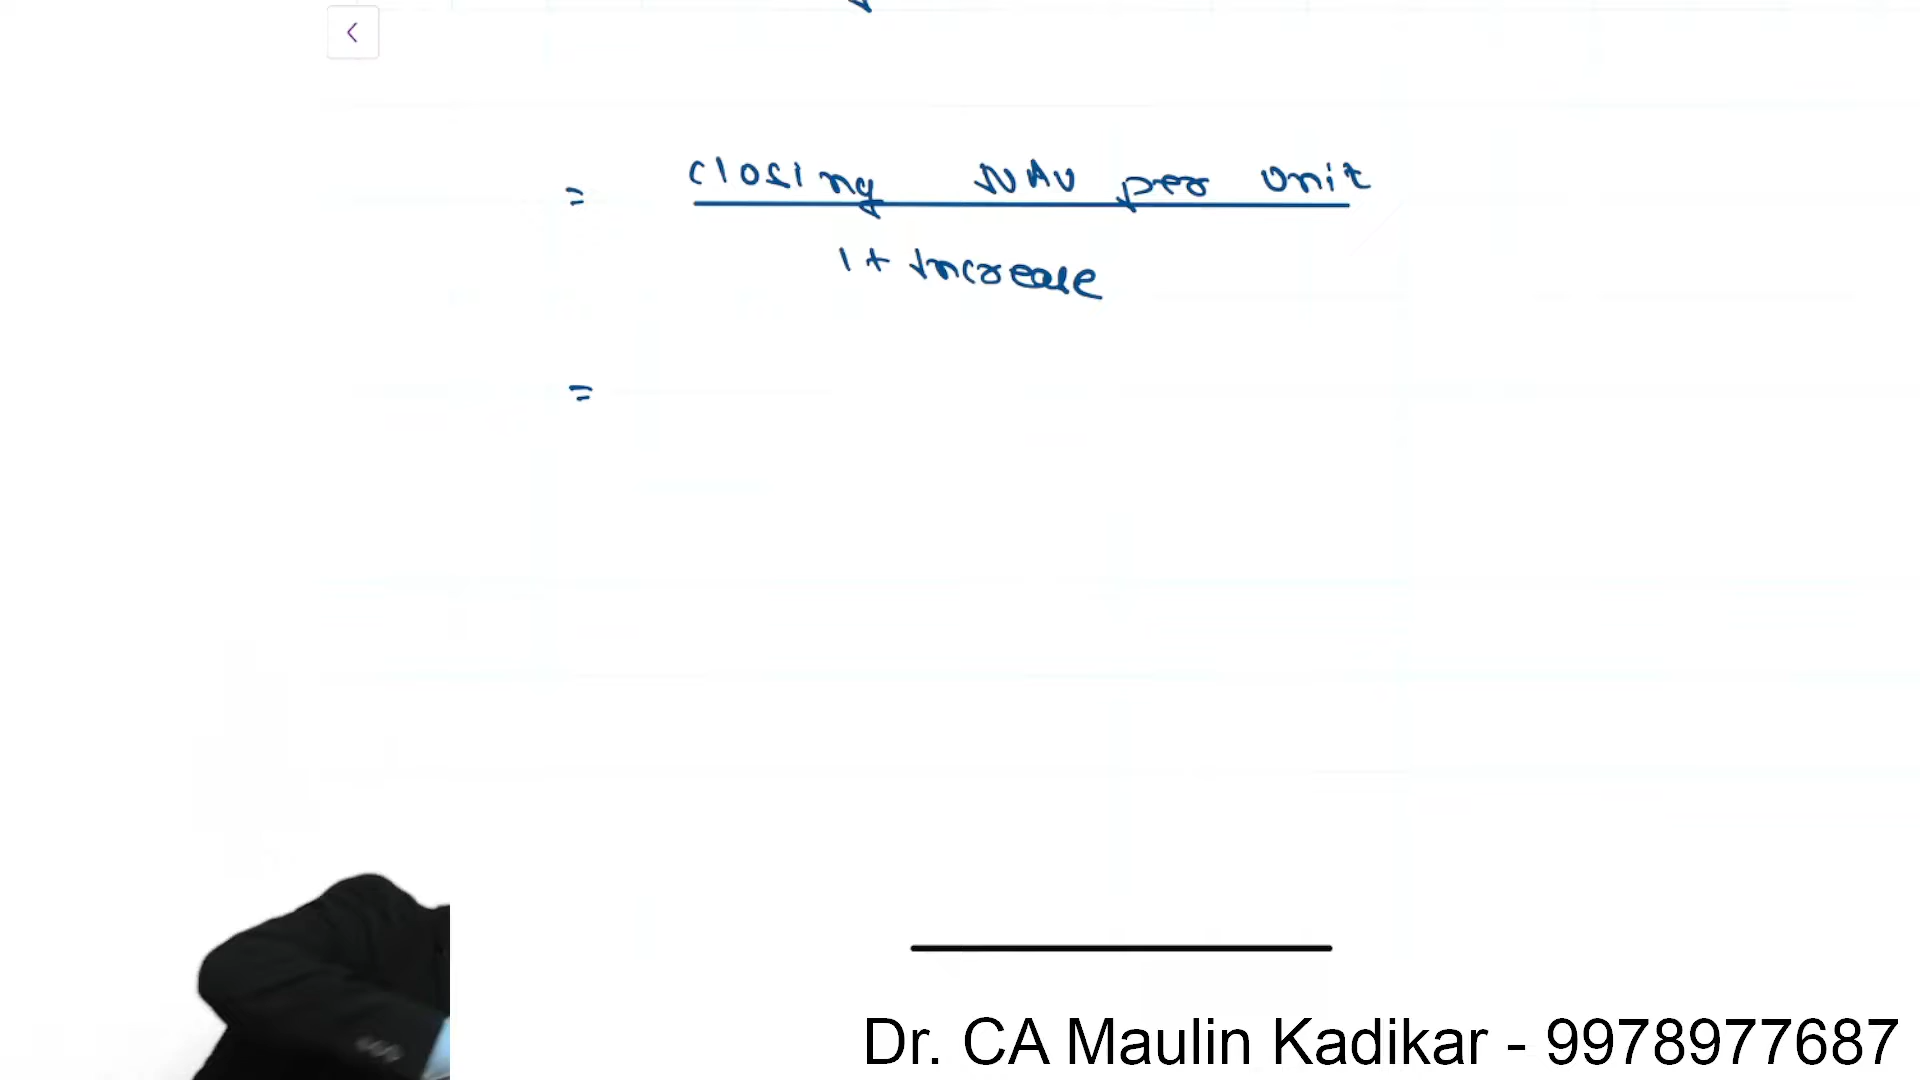 = closing NAV per unit
1 + Increase
=
Dr. CA Maulin Kadikar - 9978977687